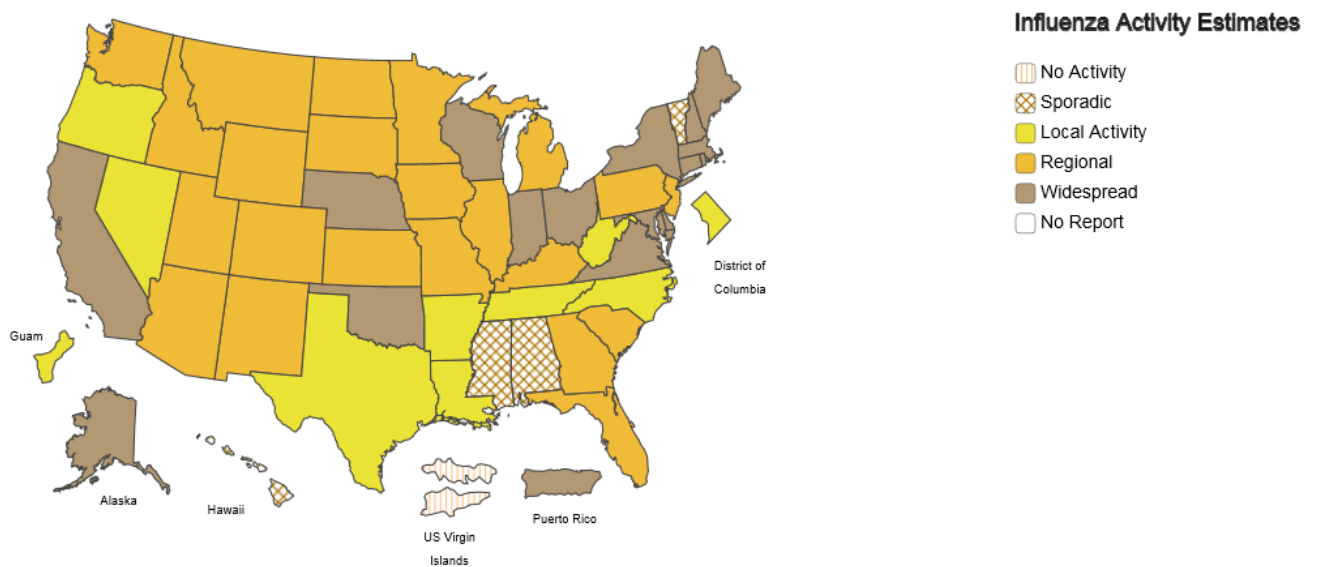 Influenza Activity Estimates
No Activity
Sporadic
Local Activity
Regional
Widespread
No Report
District of
Columbia
Guam
Alaska
Hawaii
US Virgin
Islands
Puerto Rico